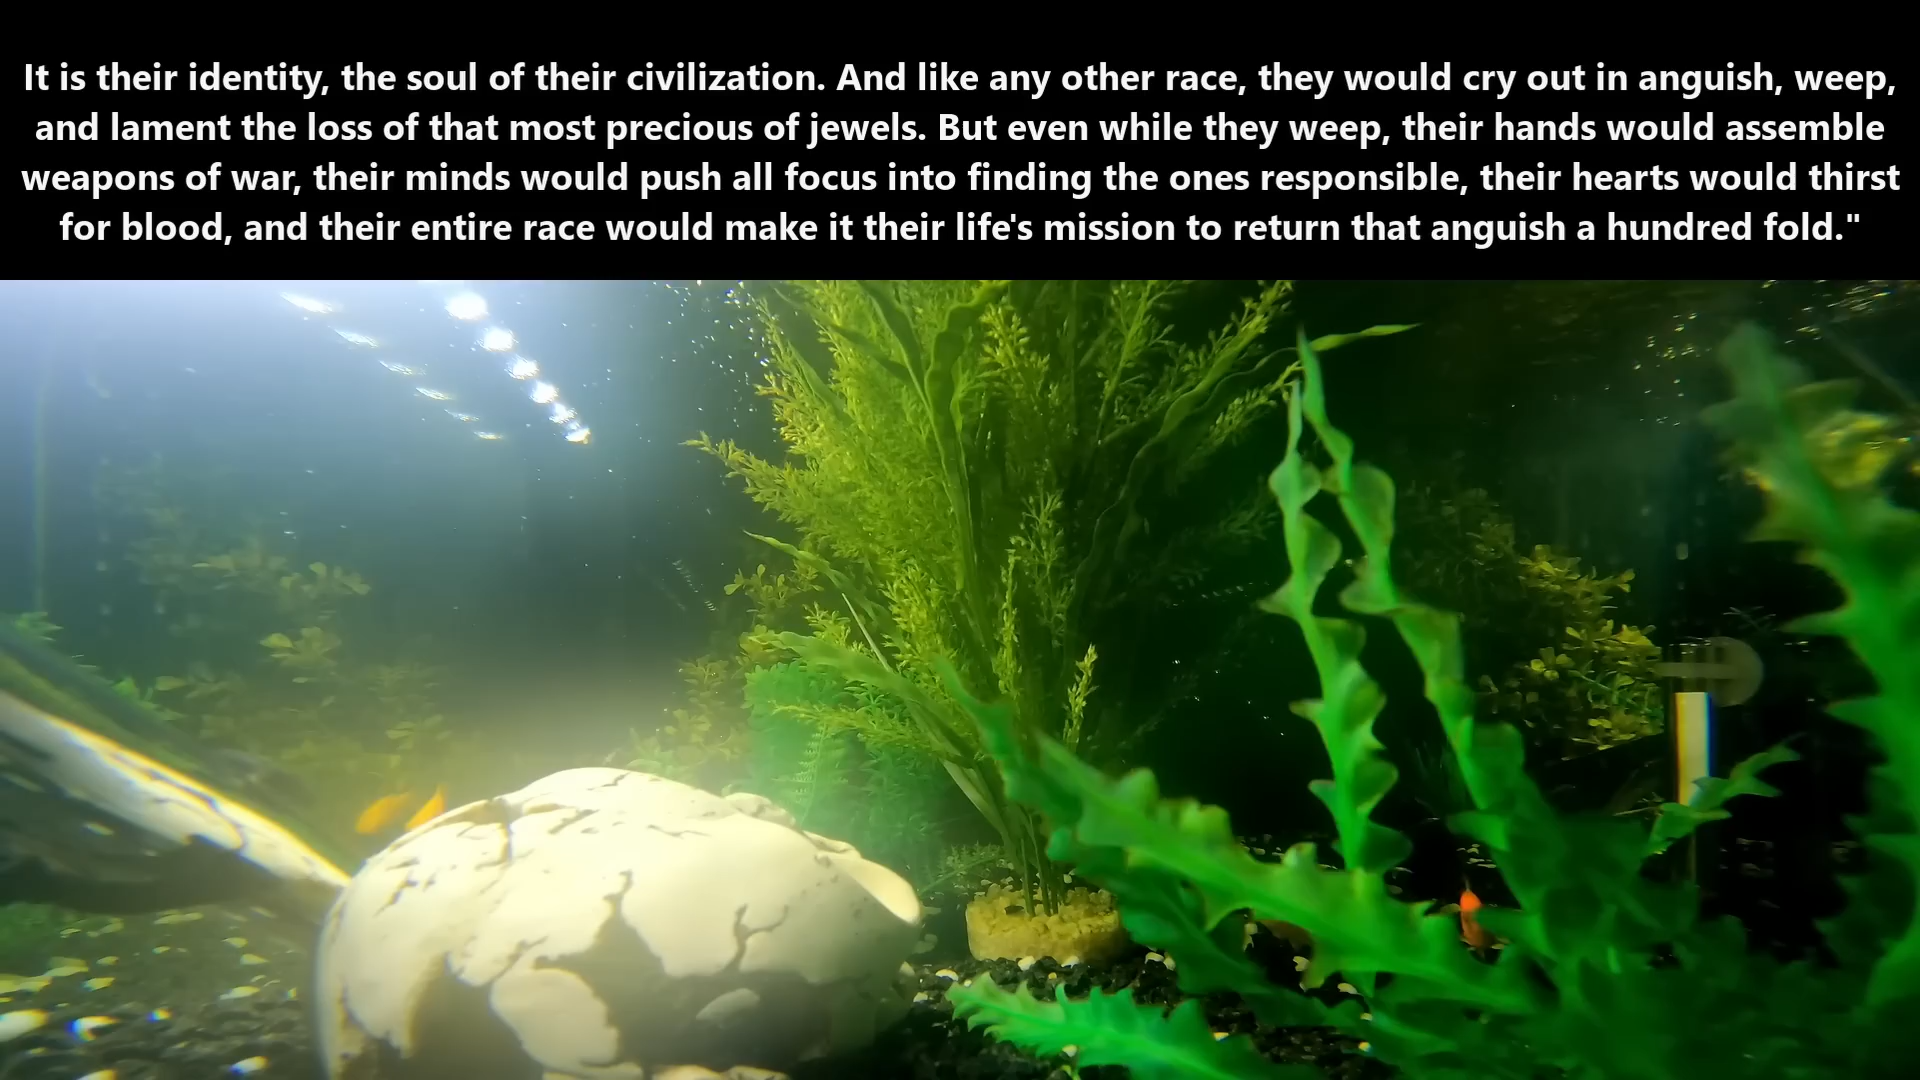 It is their identity, the soul of their civilization. And like any other race, they would cry out in anguish, weep,
and lament the loss of that most precious of jewels. But even while they weep, their hands would assemble
weapons of war, their minds would push all focus into finding the ones responsible, their hearts would thirst
for blood, and their entire race would make it their life's mission to return that anguish a hundred fold."